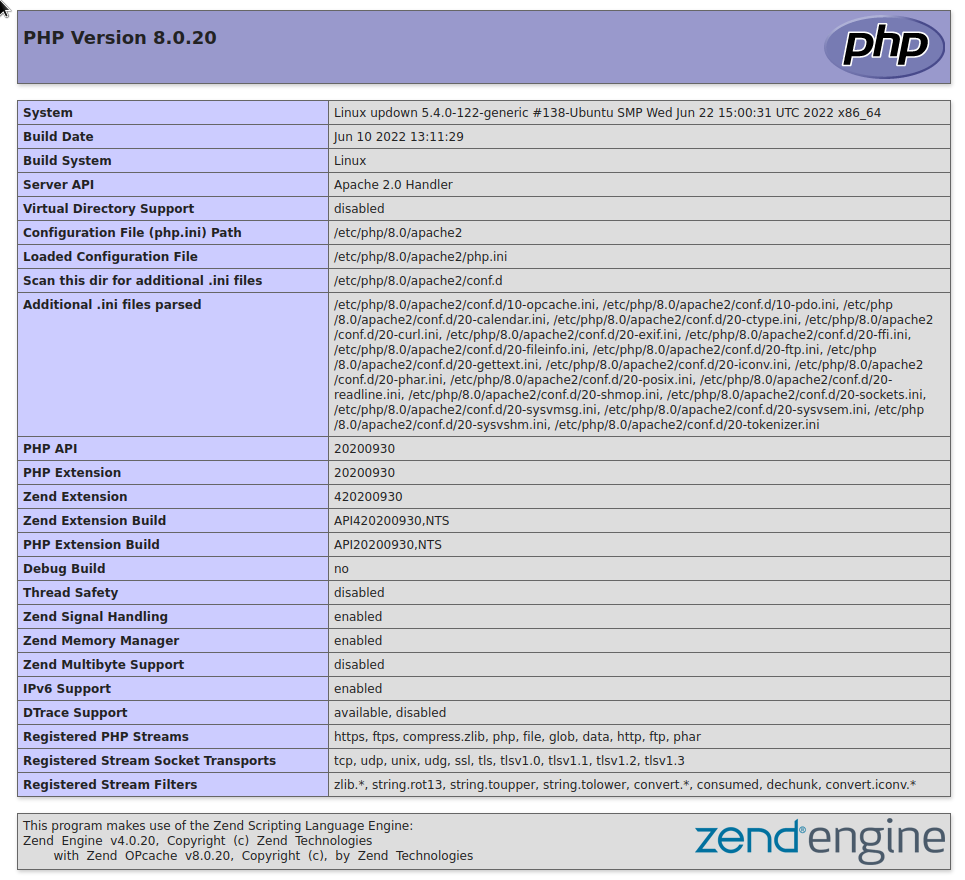 PHP Version 8.0.20
php
System Linux updown 5.4.0-122-generic #138-Ubuntu SMP Wed Jun 22 15:00:31 UTC 2022 x86_64
Build Date Jun 10 2022 13:11:29
Build System Linux
Server API Apache 2.0 Handler
Virtual Directory Support disabled
Configuration File (php.ini) Path /etc/php/8.0/apache2
Loaded Configuration File /etc/php/8.0/apache2/php.ini
Scan this dir for additional .ini files /etc/php/8.0/apache2/conf.d
Additional .ini files parsed /etc/php/8.0/apache2/conf.d/10-opcache.ini, /etc/php/8.0/apache2/conf.d/10-pdo.ini, /etc/php
/8.0/apache2/conf.d/20-calendar.ini, /etc/php/8.0/apache2/conf.d/20-ctype.ini, /etc/php/8.0/apache2
/conf.d/20-curl.ini, /etc/php/8.0/apache2/conf.d/20-exif.ini, /etc/php/8.0/apache2/conf.d/20-ffi.ini,
/etc/php/8.0/apache2/conf.d/20-fileinfo.ini, /etc/php/8.0/apache2/conf.d/20-ftp.ini, /etc/php
/8.0/apache2/conf.d/20-gettext.ini, /etc/php/8.0/apache2/conf.d/20-iconv.ini, /etc/php/8.0/apache2
/conf.d/20-phar.ini, /etc/php/8.0/apache2/conf.d/20-posix.ini, /etc/php/8.0/apache2/conf.d/20-
readline.ini, /etc/php/8.0/apache2/conf.d/20-shmop.ini, /etc/php/8.0/apache2/conf.d/20-sockets.ini,
/etc/php/8.0/apache2/conf.d/20-sysvmsg.ini, /etc/php/8.0/apache2/conf.d/20-sysvsem.ini, /etc/php
/8.0/apache2/conf.d/20-sysvshm.ini, /etc/php/8.0/apache2/conf.d/20-tokenizer.ini
PHP API 20200930
PHP Extension 20200930
Zend Extension 420200930
Zend Extension Build API420200930,NTS
PHP Extension Build API20200930,NTS
Debug Build no
Thread Safety disabled
Zend Signal Handling enabled
Zend Memory Manager enabled
Zend Multibyte Support disabled
IPv6 Support enabled
DTrace Support available, disabled
Registered PHP Streams https, ftps, compress.zlib, php, file, glob, data, http, ftp, phar
Registered Stream Socket Transports tcp, udp, unix, udg, ssl, tls, tlsv1.0, tlsv1.1, tlsv1.2, tlsv1.3
Registered Stream Filters zlib.*, string.rot13, string.toupper, string.tolower, convert.*, consumed, dechunk, convert.iconv.*
This program makes use of the Zend Scripting Language Engine:
Zend Engine v4.0.20, Copyright (c) Zend Technologies
with Zend OPcache v8.0.20, Copyright (c), by Zend Technologies
zend®engine